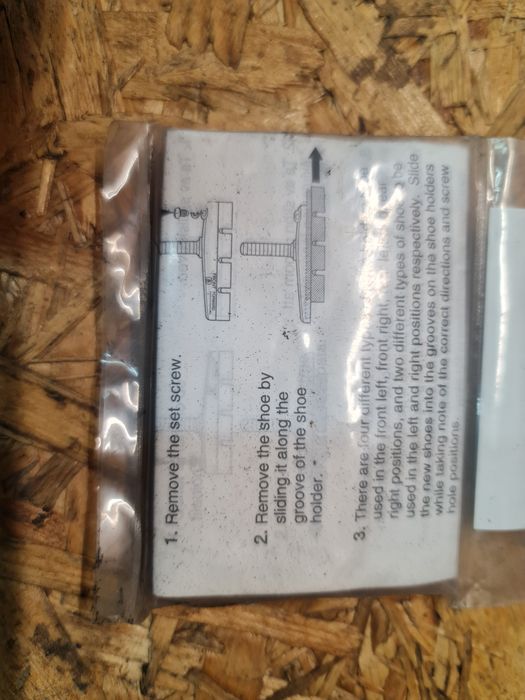 1. Remove the set screw.
2. Remove the shoe by
sliding it along the
groove of the shoe
holder.
3. There are four different
used in the front left, front right,
right positions, and two different types of shoes be
used in the left and right positions respectively. Slide
the new shoes into the grooves on the shoe holders
while taking note of the correct directions and screw
hole positions.